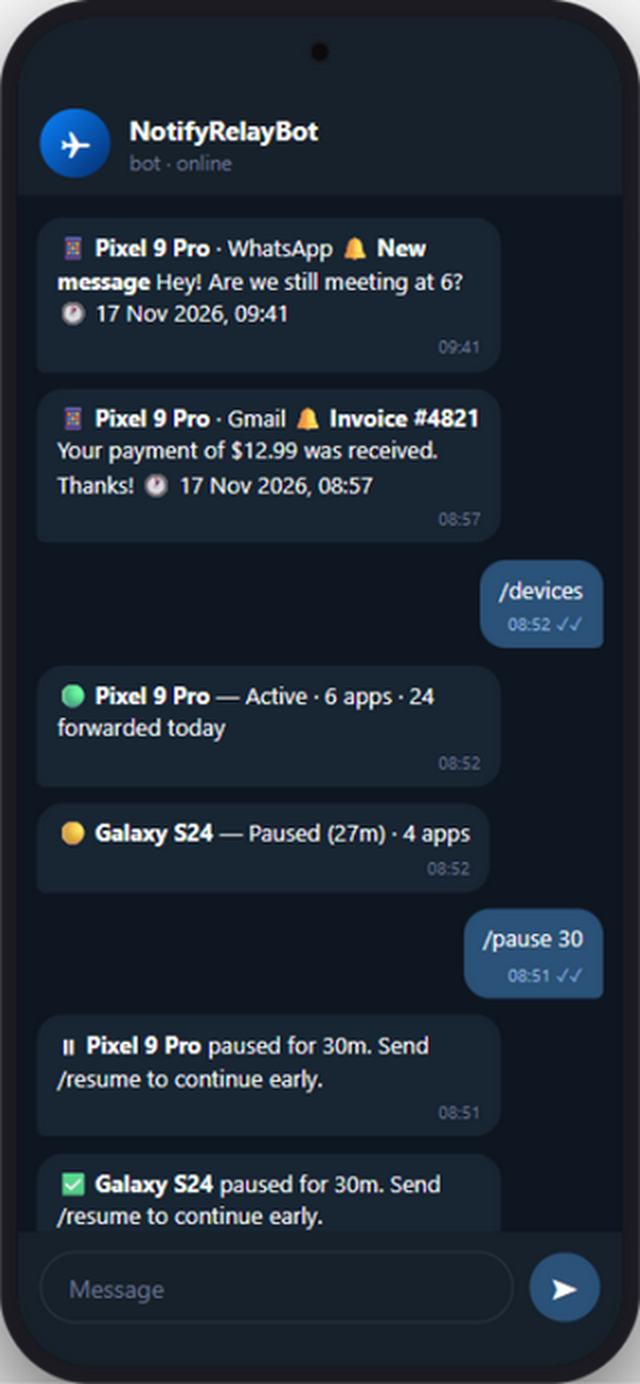 NotifyRelayBot
bot · online
Pixel 9 Pro · WhatsApp 🔔 New
message Hey! Are we still meeting at 6?
🕐 17 Nov 2026, 09:41
09:41
Pixel 9 Pro · Gmail 🔔 Invoice #4821
Your payment of $12.99 was received.
Thanks! 🕐 17 Nov 2026, 08:57
08:57
/devices
08:52 ✓✓
🟢 Pixel 9 Pro — Active · 6 apps · 24
forwarded today
08:52
🟡 Galaxy S24 — Paused (27m) · 4 apps
08:52
/pause 30
08:51 ✓✓
⏸ Pixel 9 Pro paused for 30m. Send
/resume to continue early.
08:51
✅ Galaxy S24 paused for 30m. Send
/resume to continue early.
Message